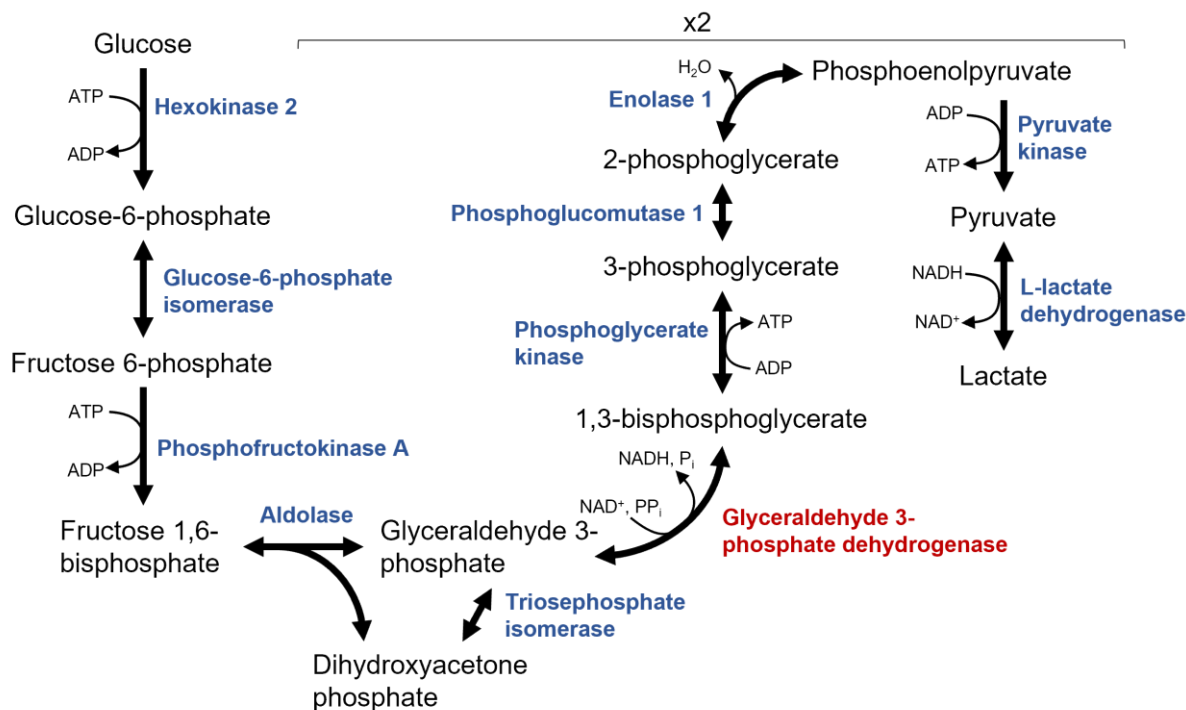 x2
Glucose
ATP
Hexokinase 2
ADP
Glucose-6-phosphate
Glucose-6-phosphate
isomerase
Fructose 6-phosphate
ATP
Phosphofructokinase A
ADP
Fructose 1,6-
bisphosphate
Aldolase
Glyceraldehyde 3-
phosphate
Triosephosphate
isomerase
Dihydroxyacetone
phosphate
NADH, Pi
NAD⁺, PPi
Glyceraldehyde 3-
phosphate dehydrogenase
1,3-bisphosphoglycerate
Phosphoglycerate
kinase
ATP
ADP
3-phosphoglycerate
Phosphoglucomutase 1
2-phosphoglycerate
H₂O
Enolase 1
Phosphoenolpyruvate
ADP
ATP
Pyruvate
kinase
Pyruvate
NADH
NAD⁺
L-lactate
dehydrogenase
Lactate